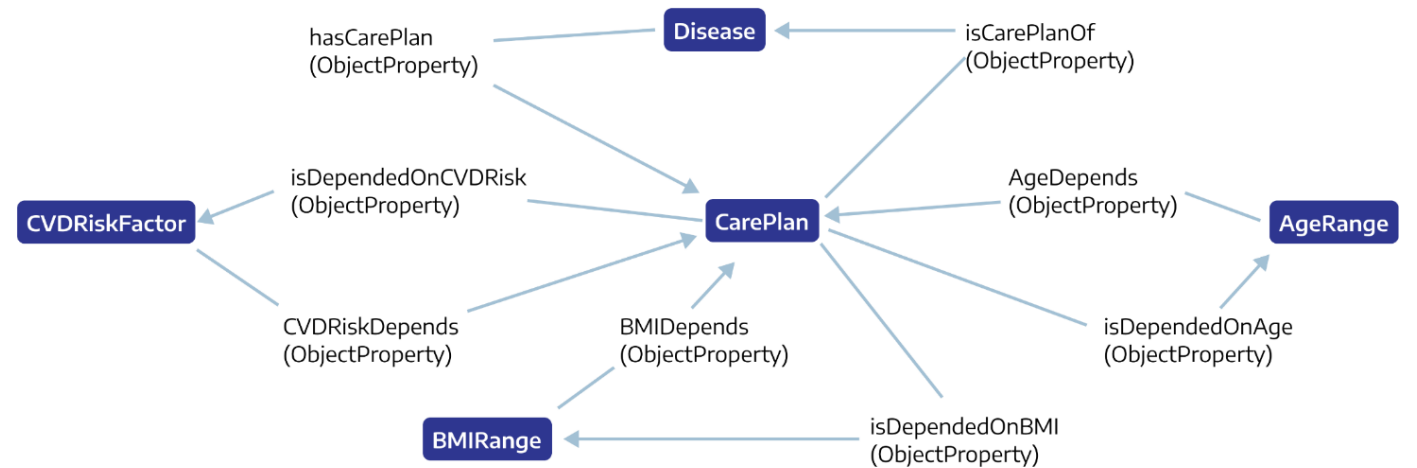 Disease
hasCarePlan
(ObjectProperty)
isCarePlanOf
(ObjectProperty)
isDependedOnCVDRisk
(ObjectProperty)
AgeDepends
(ObjectProperty)
CVDRiskFactor
CarePlan
AgeRange
CVDRiskDepends
(ObjectProperty)
BMIDepends
(ObjectProperty)
isDependedOnAge
(ObjectProperty)
BMIRange
isDependedOnBMI
(ObjectProperty)